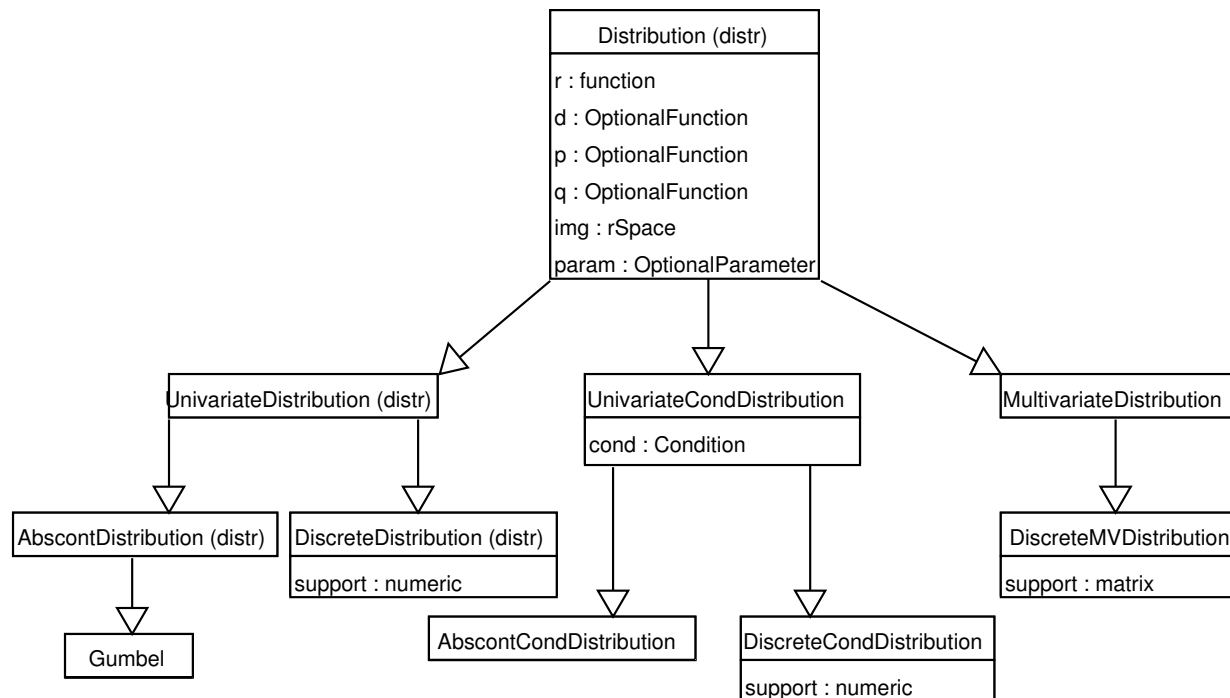 Distribution (distr)
r : function
d : OptionalFunction
p : OptionalFunction
q : OptionalFunction
img : rSpace
param : OptionalParameter
UnivariateDistribution (distr)
UnivariateCondDistribution
cond : Condition
MultivariateDistribution
AbscontDistribution (distr)
DiscreteDistribution (distr)
support : numeric
DiscreteMVDistribution
support : matrix
Gumbel
AbscontCondDistribution
DiscreteCondDistribution
support : numeric